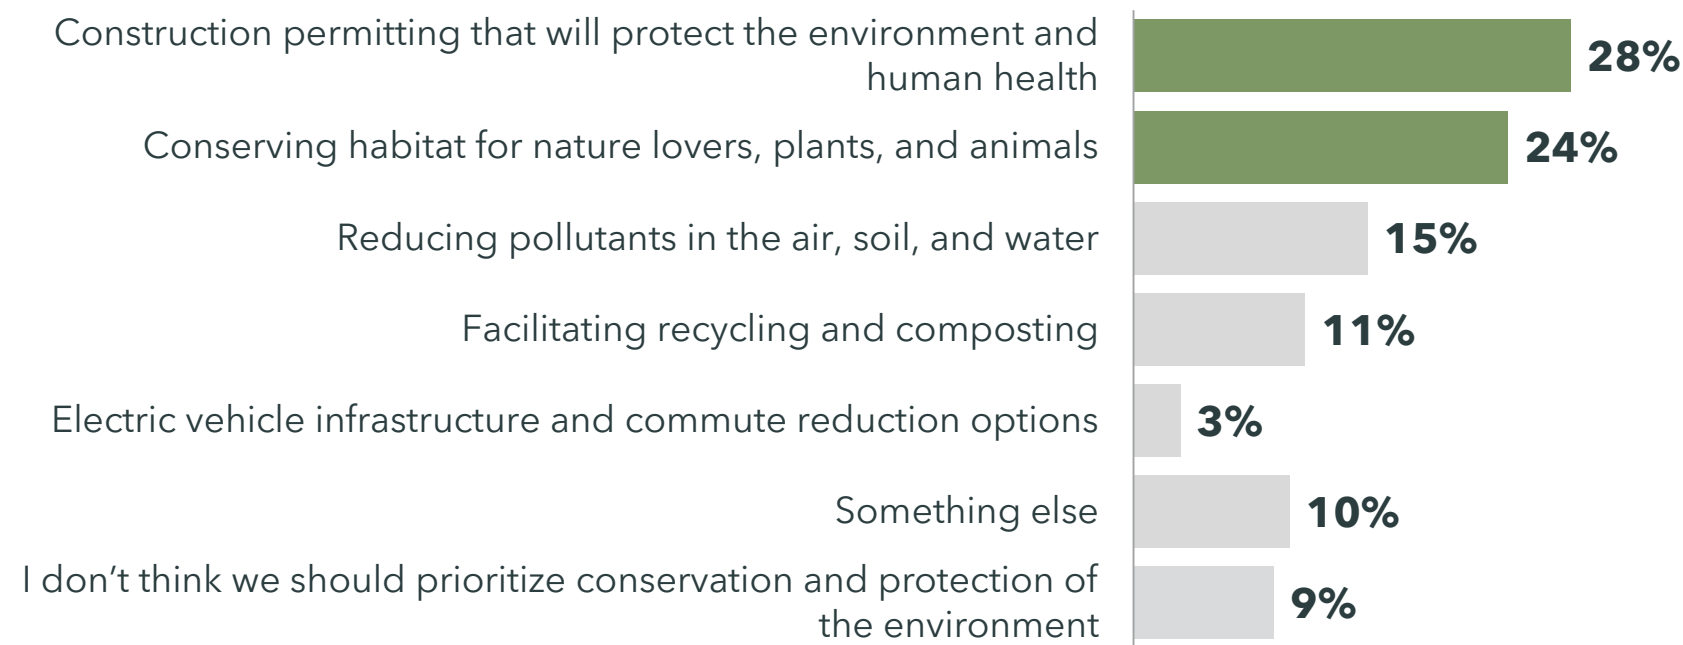 Construction permitting that will protect the environment and
human health
28%
Conserving habitat for nature lovers, plants, and animals
24%
Reducing pollutants in the air, soil, and water
15%
Facilitating recycling and composting
11%
Electric vehicle infrastructure and commute reduction options
3%
Something else
10%
I don’t think we should prioritize conservation and protection of
the environment
9%